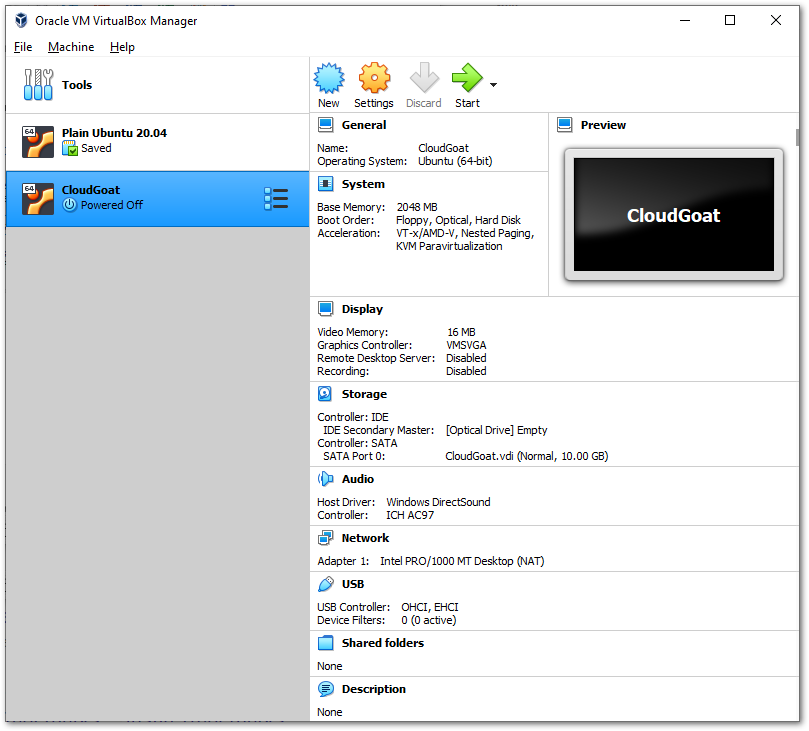 Oracle VM VirtualBox Manager
File Machine Help
Tools
64
Plain Ubuntu 20.04
Saved
64
CloudGoat
Powered Off
New Settings Discard Start
General
Name: CloudGoat
Operating System: Ubuntu (64-bit)
System
Base Memory: 2048 MB
Boot Order: Floppy, Optical, Hard Disk
Acceleration: VT-x/AMD-V, Nested Paging,
KVM Paravirtualization
Preview
CloudGoat
Display
Video Memory: 16 MB
Graphics Controller: VMSVGA
Remote Desktop Server: Disabled
Recording: Disabled
Storage
Controller: IDE
IDE Secondary Master: [Optical Drive] Empty
Controller: SATA
SATA Port 0: CloudGoat.vdi (Normal, 10.00 GB)
Audio
Host Driver: Windows DirectSound
Controller: ICH AC97
Network
Adapter 1: Intel PRO/1000 MT Desktop (NAT)
USB
USB Controller: OHCI, EHCI
Device Filters: 0 (0 active)
Shared folders
None
Description
None